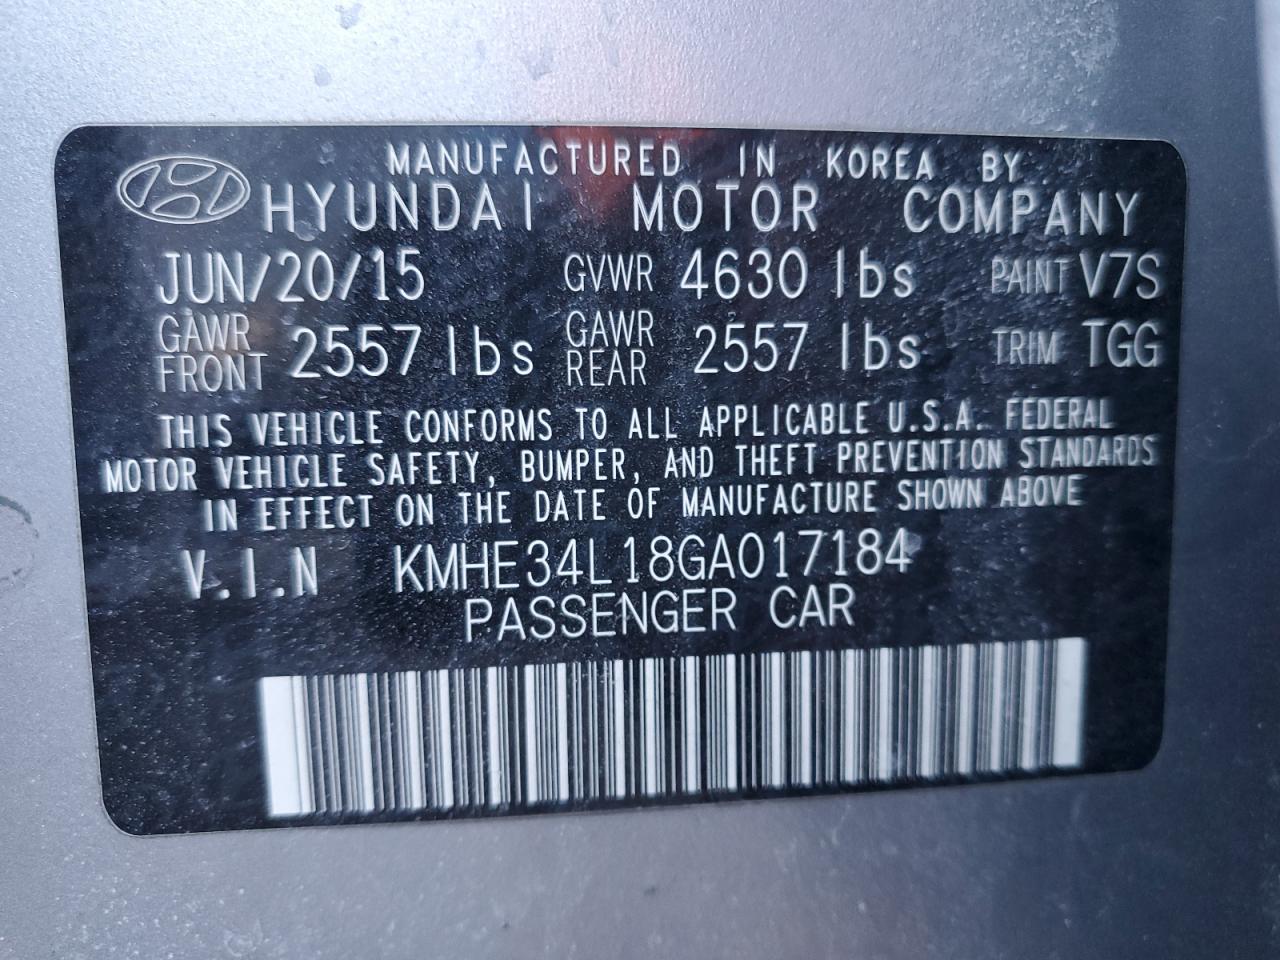 MANUFACTURED IN KOREA BY
HYUNDAI MOTOR COMPANY
JUN/20/15 GVWR 4630 lbs PAINT V7S
GAWR FRONT 2557 lbs GAWR REAR 2557 lbs TRIM TGG
THIS VEHICLE CONFORMS TO ALL APPLICABLE U.S.A. FEDERAL
MOTOR VEHICLE SAFETY, BUMPER, AND THEFT PREVENTION STANDARDS
IN EFFECT ON THE DATE OF MANUFACTURE SHOWN ABOVE
V.I.N KMHE34L18GA017184
PASSENGER CAR